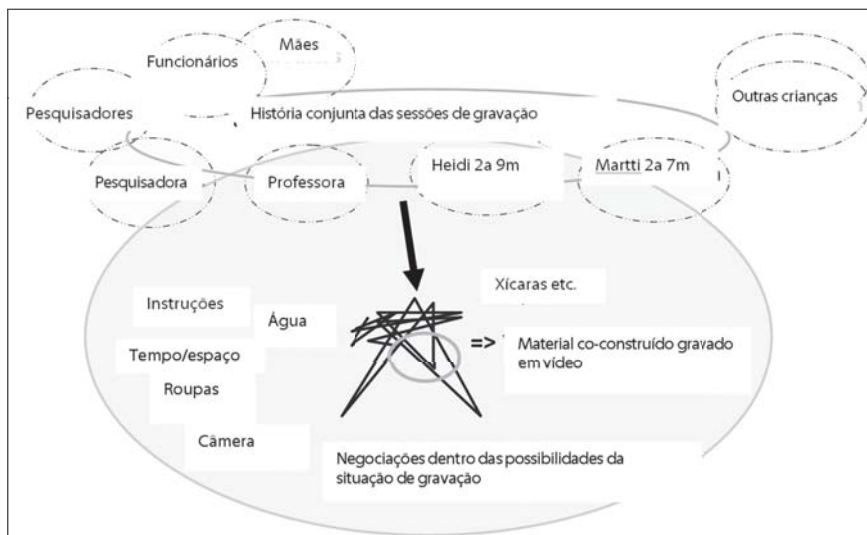 Mães
Funcionários
Pesquisadores
História conjunta das sessões de gravação
Outras crianças
Pesquisadora
Professora
Heidi 2a 9m
Martti 2a 7m
Xícaras etc.
Instruções
Água
Tempo/espaço
=>
Material co-construído gravado
em vídeo
Roupas
Câmera
Negociações dentro das possibilidades da
situação de gravação